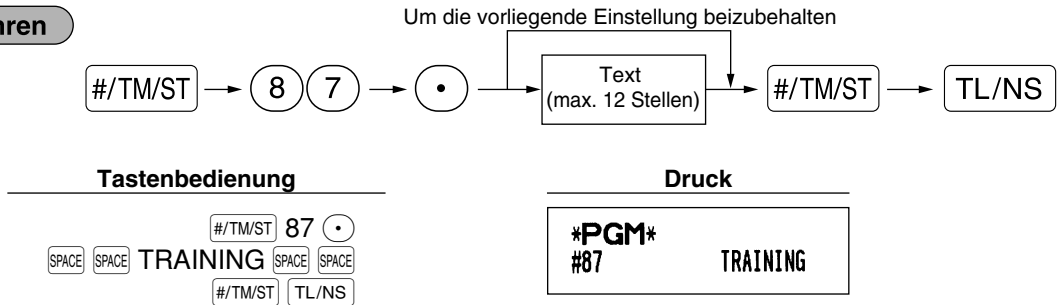 Um die vorliegende Einstellung beizubehalten
#/TM/ST 8 7 • Text #/TM/ST TL/NS
(max. 12 Stellen)
Tastenbedienung Druck
#/TM/ST 87 •
SPACE SPACE TRAINING SPACE SPACE
#/TM/ST TL/NS
*PGM*
#87 TRAINING